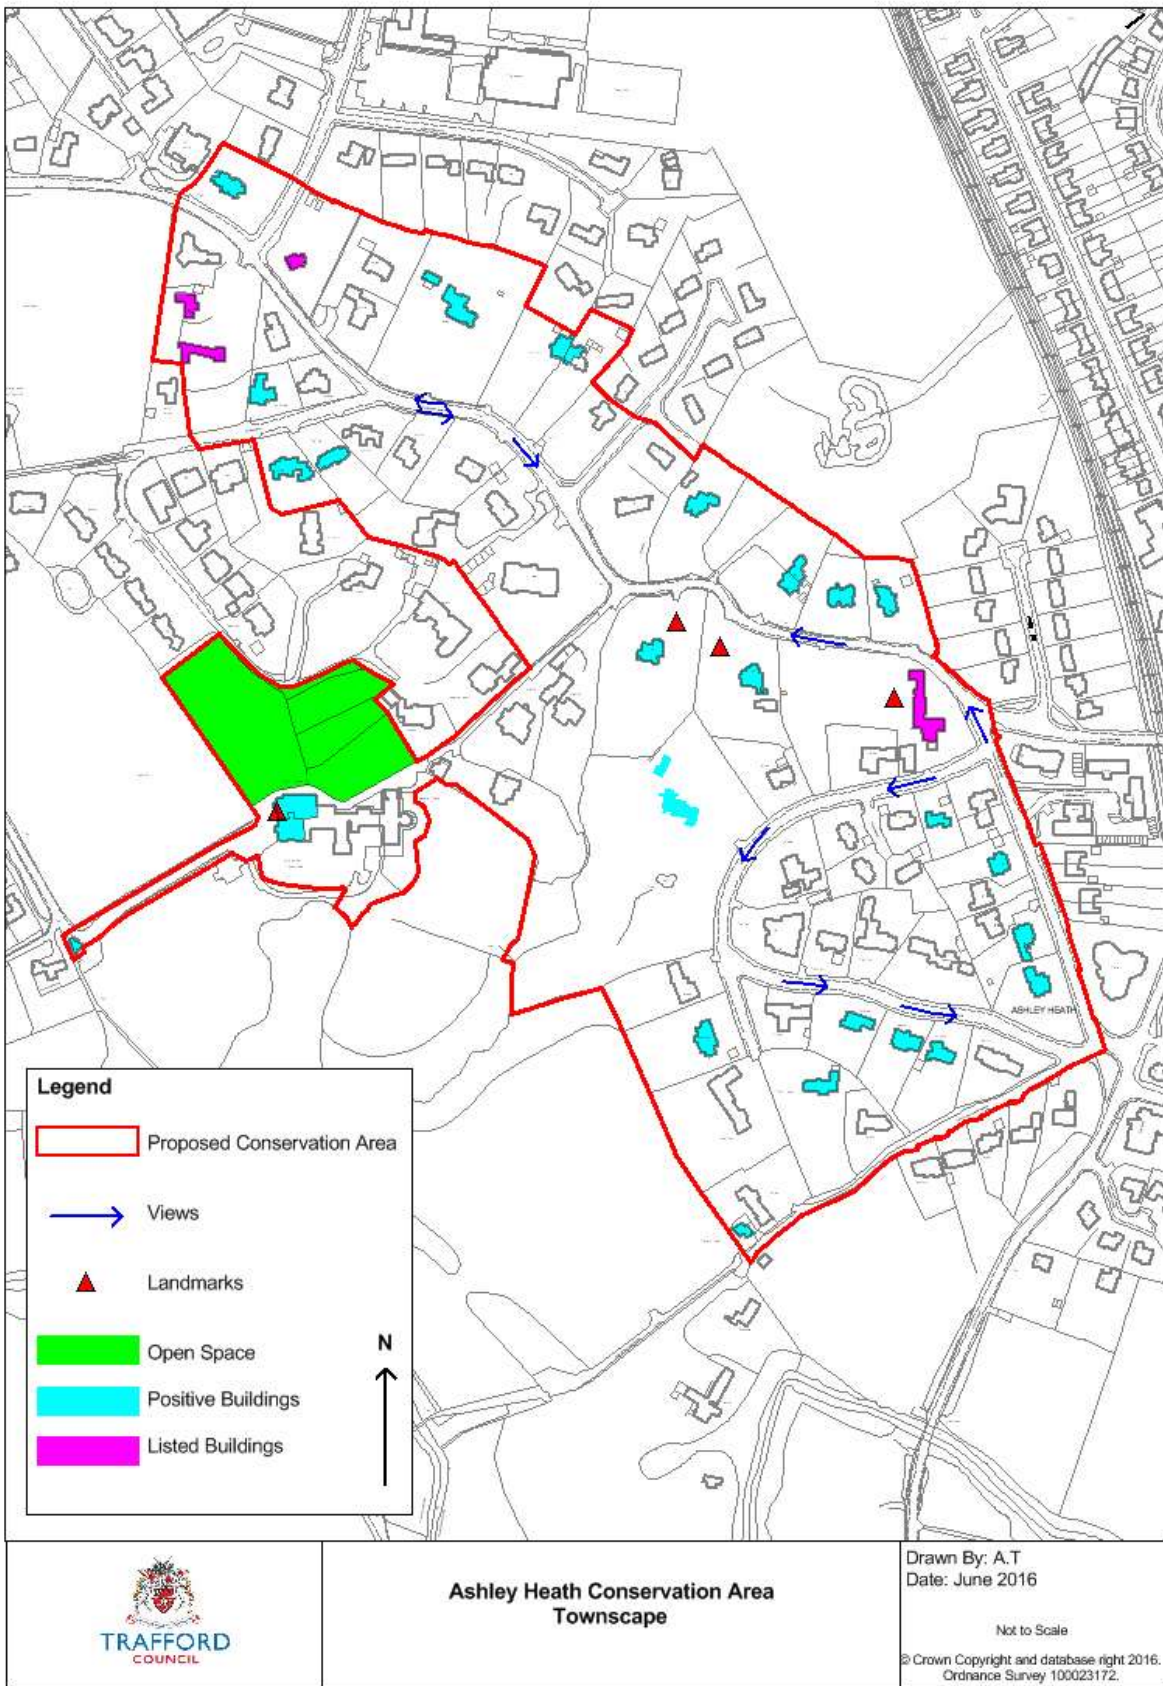 ASHLEY HEATH
Legend
Proposed Conservation Area
Views
Landmarks
Open Space
Positive Buildings
Listed Buildings
N
TRAFFORD
COUNCIL
Ashley Heath Conservation Area
Townscape
Drawn By: A.T
Date: June 2016
Not to Scale
© Crown Copyright and database right 2016.
Ordnance Survey 100023172.